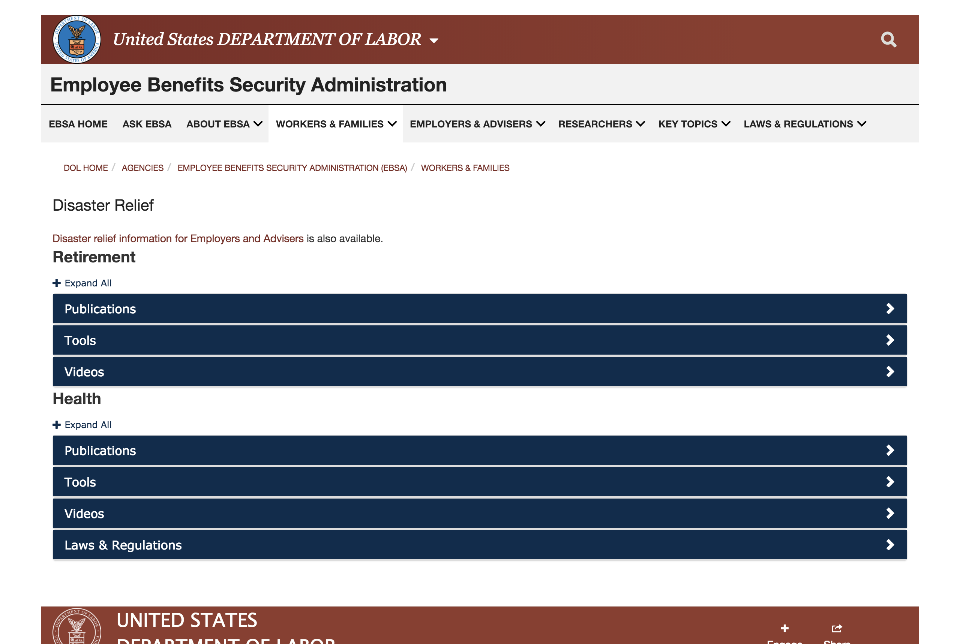 United States DEPARTMENT OF LABOR
Employee Benefits Security Administration
EBSA HOME ASK EBSA ABOUT EBSA WORKERS & FAMILIES EMPLOYERS & ADVISERS RESEARCHERS KEY TOPICS LAWS & REGULATIONS
DOL HOME / AGENCIES / EMPLOYEE BENEFITS SECURITY ADMINISTRATION (EBSA) / WORKERS & FAMILIES
Disaster Relief
Disaster relief information for Employers and Advisers is also available.
Retirement
Expand All
Publications
Tools
Videos
Health
Expand All
Publications
Tools
Videos
Laws & Regulations
UNITED STATES
DEPARTMENT OF LABOR
Engage Share